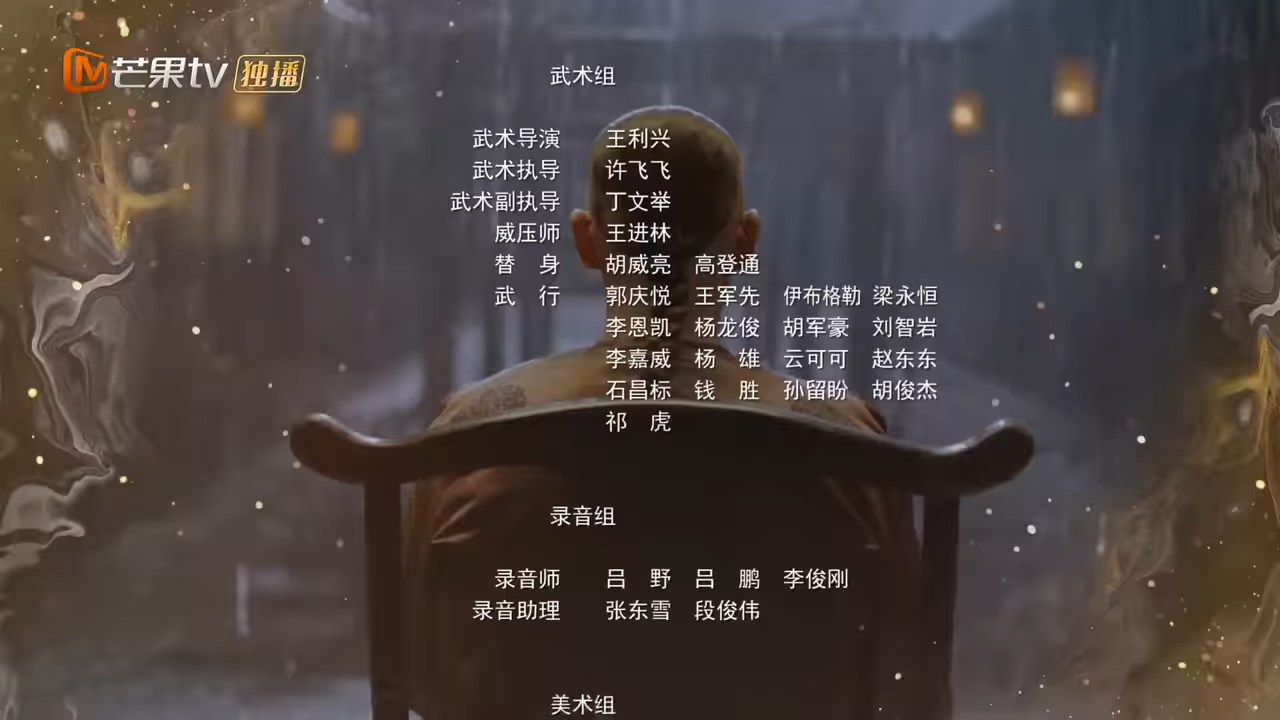 芒果tv 独播
武术组
武术导演 王利兴
武术执导 许飞飞
武术副执导 丁文举
威压师 王进林
替 身 胡威亮 高登通
武 行 郭庆悦 王军先 伊布格勒 梁永恒
李恩凯 杨龙俊 胡军豪 刘智岩
李嘉威 杨 雄 云可可 赵东东
石昌标 钱 胜 孙留盼 胡俊杰
祁 虎
录音组
录音师 吕 野 吕 鹏 李俊刚
录音助理 张东雪 段俊伟
美术组